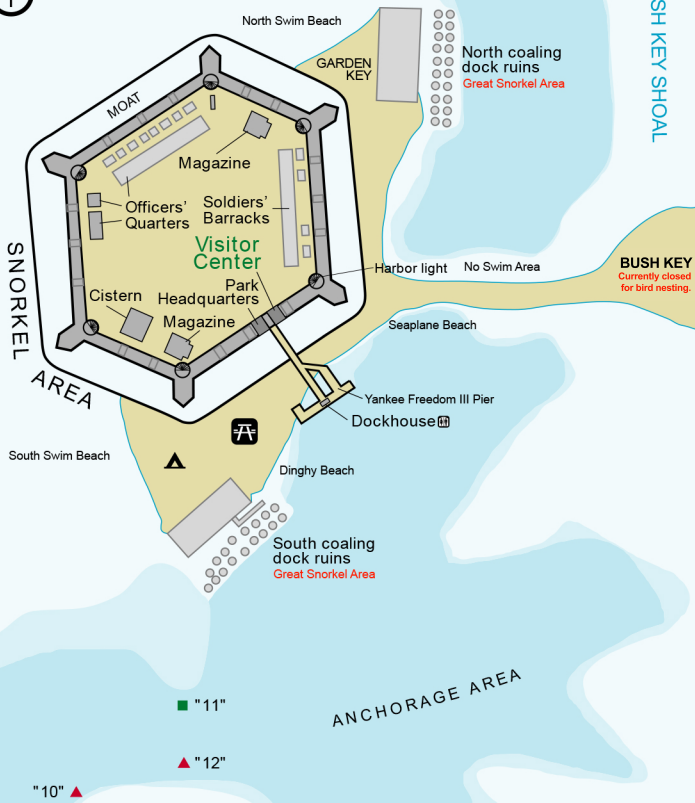 North Swim Beach
GARDEN
KEY
North coaling
dock ruins
Great Snorkel Area
SH KEY SHOAL
MOAT
Magazine
Officers'
Quarters
Soldiers'
Barracks
Visitor
Center
Park
Headquarters
Harbor light
No Swim Area
BUSH KEY
Currently closed
for bird nesting.
Cistern
Magazine
SNORKEL AREA
Seaplane Beach
Yankee Freedom III Pier
Dockhouse
South Swim Beach
Dinghy Beach
South coaling
dock ruins
Great Snorkel Area
ANCHORAGE AREA
"11"
"12"
"10"